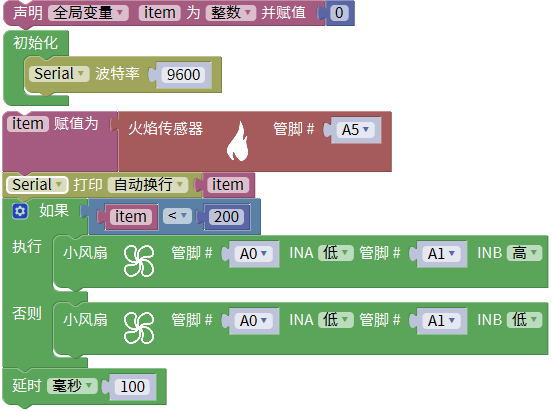 声明 全局变量 item 为 整数 并赋值 0
初始化
Serial 波特率 9600
item 赋值为 火焰传感器 管脚 # A5
Serial 打印 自动换行 item
如果 item < 200
执行 小风扇 管脚 # A0 INA 低 管脚 # A1 INB 高
否则 小风扇 管脚 # A0 INA 低 管脚 # A1 INB 低
延时 毫秒 100